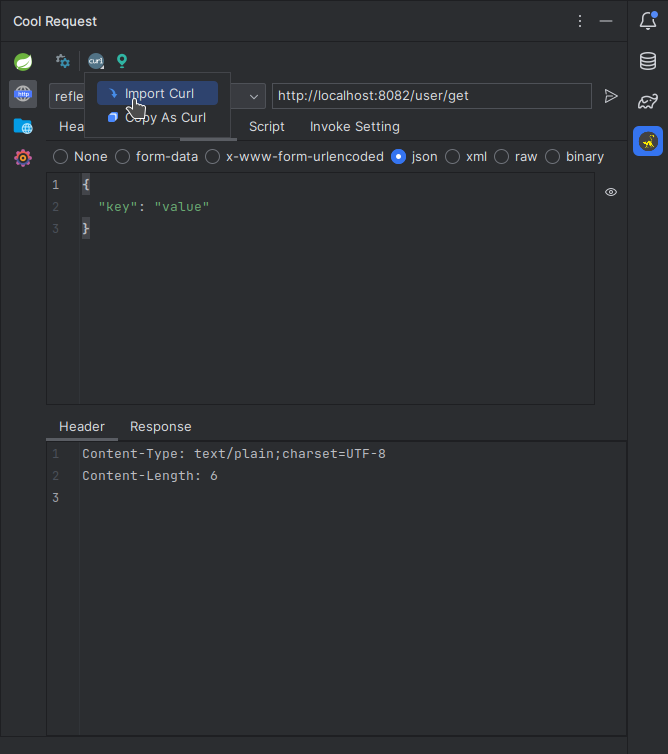 Cool Request
curl
http
Import Curl
Copy As Curl
refle
http://localhost:8082/user/get
Hea
Script
Invoke Setting
None
form-data
x-www-form-urlencoded
json
xml
raw
binary
1 {
2 "key": "value"
3 }
Header
Response
1 Content-Type: text/plain;charset=UTF-8
2 Content-Length: 6
3